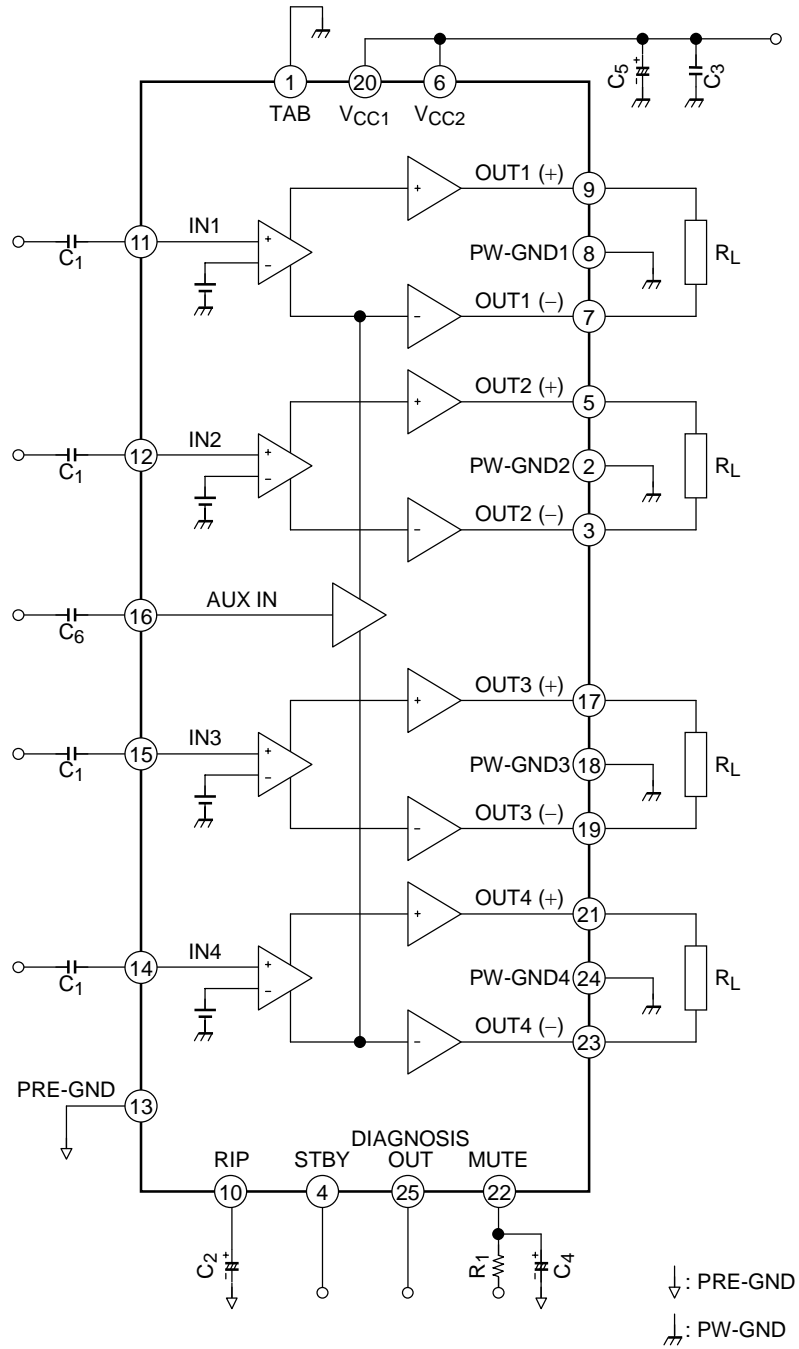 C5
C3
1
20
6
TAB
VCC1
VCC2
+
-
OUT1 (+)
9
+
C1
11
IN1
+
−
PW-GND1
8
RL
OUT1 (−)
7
−
OUT2 (+)
5
+
C1
12
IN2
+
−
PW-GND2
2
RL
OUT2 (−)
3
−
C6
16
AUX IN
OUT3 (+)
17
+
C1
15
IN3
+
−
PW-GND3
18
RL
OUT3 (−)
19
−
OUT4 (+)
21
+
C1
14
IN4
+
−
PW-GND4
24
RL
OUT4 (−)
23
−
PRE-GND
13
RIP
STBY
DIAGNOSIS
OUT
MUTE
10
4
25
22
C2
+
-
R1
C4
+
-
: PRE-GND
: PW-GND